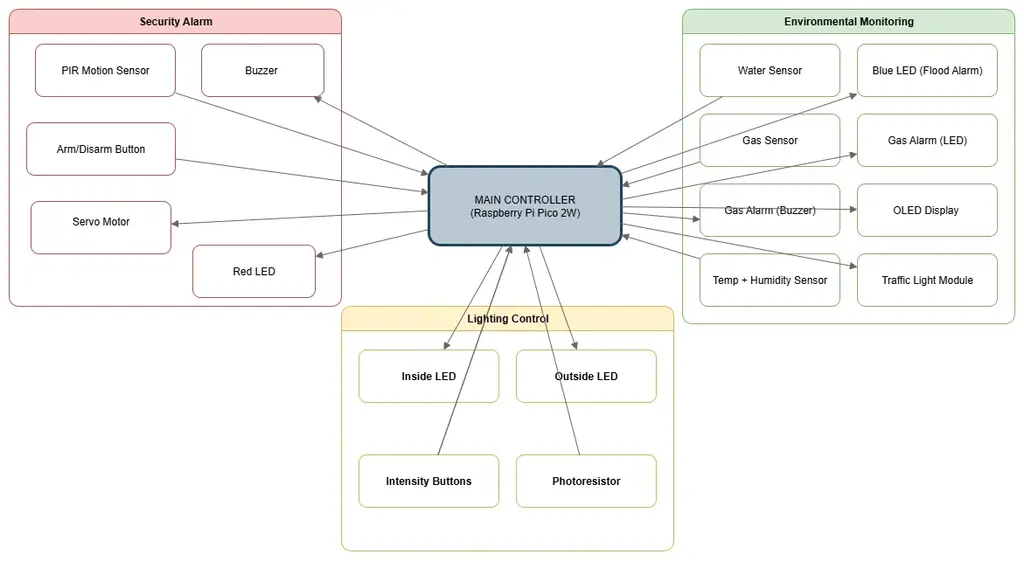 Security Alarm
PIR Motion Sensor
Buzzer
Arm/Disarm Button
Servo Motor
Red LED
MAIN CONTROLLER
(Raspberry Pi Pico 2W)
Environmental Monitoring
Water Sensor
Blue LED (Flood Alarm)
Gas Sensor
Gas Alarm (LED)
Gas Alarm (Buzzer)
OLED Display
Temp + Humidity Sensor
Traffic Light Module
Lighting Control
Inside LED
Outside LED
Intensity Buttons
Photoresistor